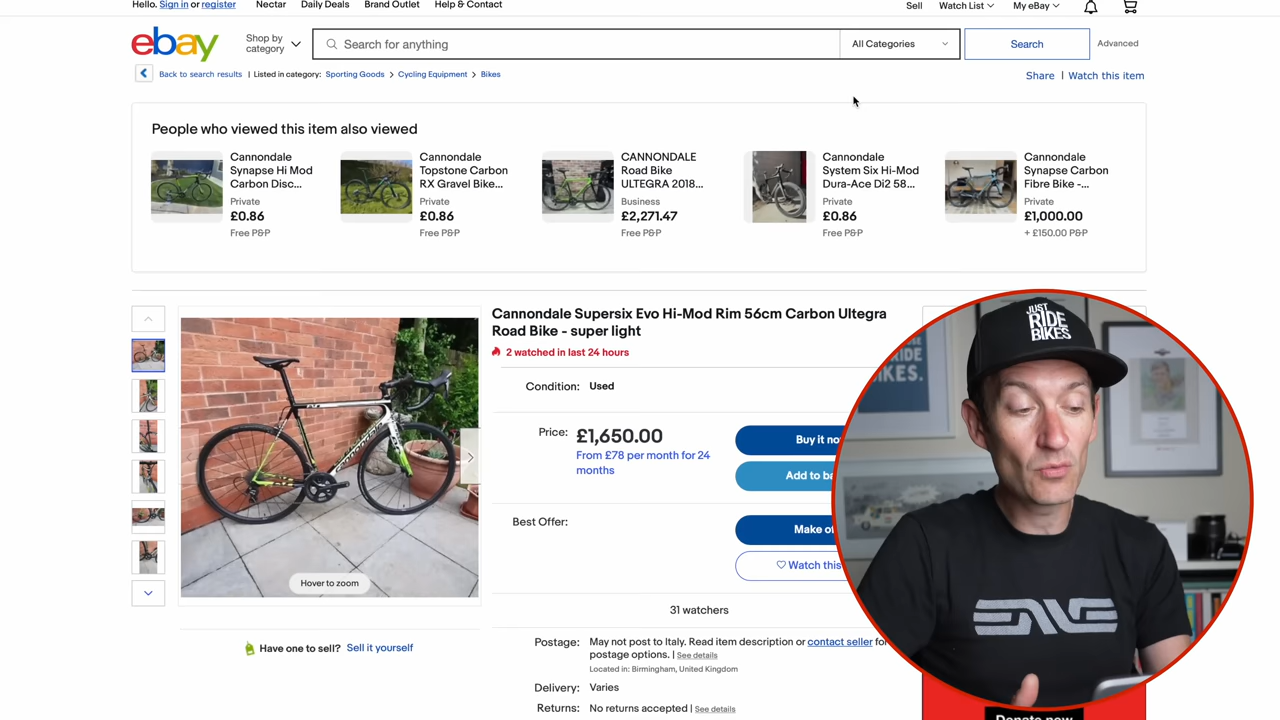 Hello. Sign in or register
Nectar
Daily Deals
Brand Outlet
Help & Contact
Sell
Watch List
My eBay
ebay
Shop by
category
Search for anything
All Categories
Search
Advanced
Back to search results | Listed in category: Sporting Goods > Cycling Equipment > Bikes
Share | Watch this item
People who viewed this item also viewed
Cannondale
Synapse Hi Mod
Carbon Disc...
Private
£0.86
Free P&P
Cannondale
Topstone Carbon
RX Gravel Bike...
Private
£0.86
Free P&P
CANNONDALE
Road Bike
ULTEGRA 2018...
Business
£2,271.47
Free P&P
Cannondale
System Six Hi-Mod
Dura-Ace Di2 58...
Private
£0.86
Free P&P
Cannondale
Synapse Carbon
Fibre Bike -...
Private
£1,000.00
+ £150.00 P&P
Cannondale Supersix Evo Hi-Mod Rim 56cm Carbon Ultegra
Road Bike - super light
2 watched in last 24 hours
Condition: Used
Price: £1,650.00
From £78 per month for 24
months
Buy it no
Add to ba
Best Offer:
Make of
Watch this
31 watchers
Postage: May not post to Italy. Read item description or contact seller for
postage options. | See details
Located in: Birmingham, United Kingdom
Delivery: Varies
Returns: No returns accepted | See details
Hover to zoom
Have one to sell? Sell it yourself
JUST
RIDE
BIKES
RIDE
KES.
ENVE
Donate now